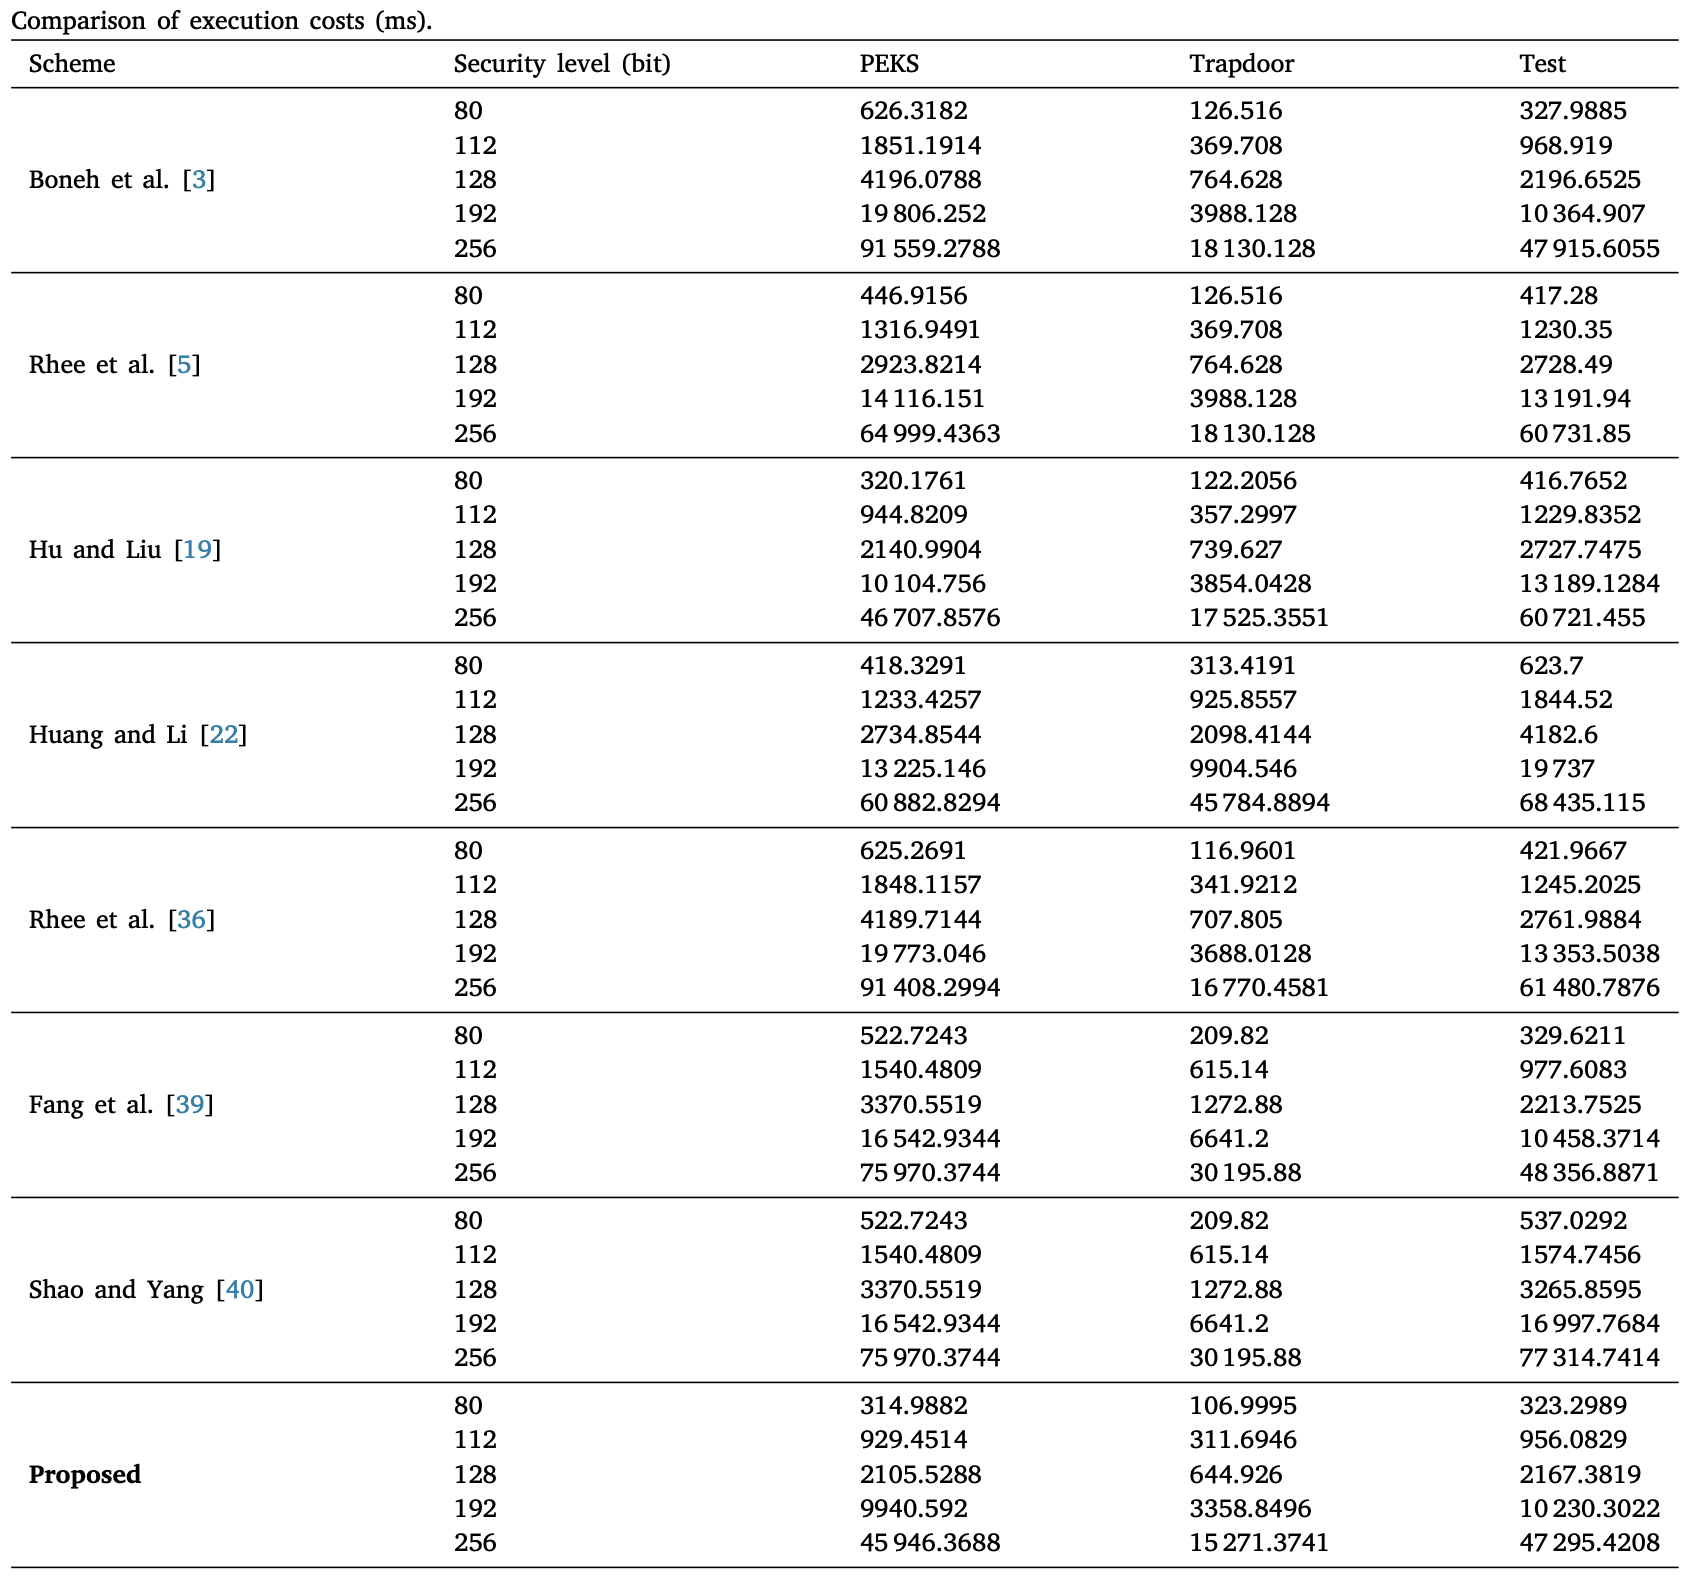 Comparison of execution costs (ms).
Scheme Security level (bit) PEKS Trapdoor Test
80 626.3182 126.516 327.9885
112 1851.1914 369.708 968.919
Boneh et al. [3] 128 4196.0788 764.628 2196.6525
192 19 806.252 3988.128 10 364.907
256 91 559.2788 18 130.128 47 915.6055
80 446.9156 126.516 417.28
112 1316.9491 369.708 1230.35
Rhee et al. [5] 128 2923.8214 764.628 2728.49
192 14 116.151 3988.128 13 191.94
256 64 999.4363 18 130.128 60 731.85
80 320.1761 122.2056 416.7652
112 944.8209 357.2997 1229.8352
Hu and Liu [19] 128 2140.9904 739.627 2727.7475
192 10 104.756 3854.0428 13 189.1284
256 46 707.8576 17 525.3551 60 721.455
80 418.3291 313.4191 623.7
112 1233.4257 925.8557 1844.52
Huang and Li [22] 128 2734.8544 2098.4144 4182.6
192 13 225.146 9904.546 19 737
256 60 882.8294 45 784.8894 68 435.115
80 625.2691 116.9601 421.9667
112 1848.1157 341.9212 1245.2025
Rhee et al. [36] 128 4189.7144 707.805 2761.9884
192 19 773.046 3688.0128 13 353.5038
256 91 408.2994 16 770.4581 61 480.7876
80 522.7243 209.82 329.6211
112 1540.4809 615.14 977.6083
Fang et al. [39] 128 3370.5519 1272.88 2213.7525
192 16 542.9344 6641.2 10 458.3714
256 75 970.3744 30 195.88 48 356.8871
80 522.7243 209.82 537.0292
112 1540.4809 615.14 1574.7456
Shao and Yang [40] 128 3370.5519 1272.88 3265.8595
192 16 542.9344 6641.2 16 997.7684
256 75 970.3744 30 195.88 77 314.7414
80 314.9882 106.9995 323.2989
112 929.4514 311.6946 956.0829
Proposed 128 2105.5288 644.926 2167.3819
192 9940.592 3358.8496 10 230.3022
256 45 946.3688 15 271.3741 47 295.4208